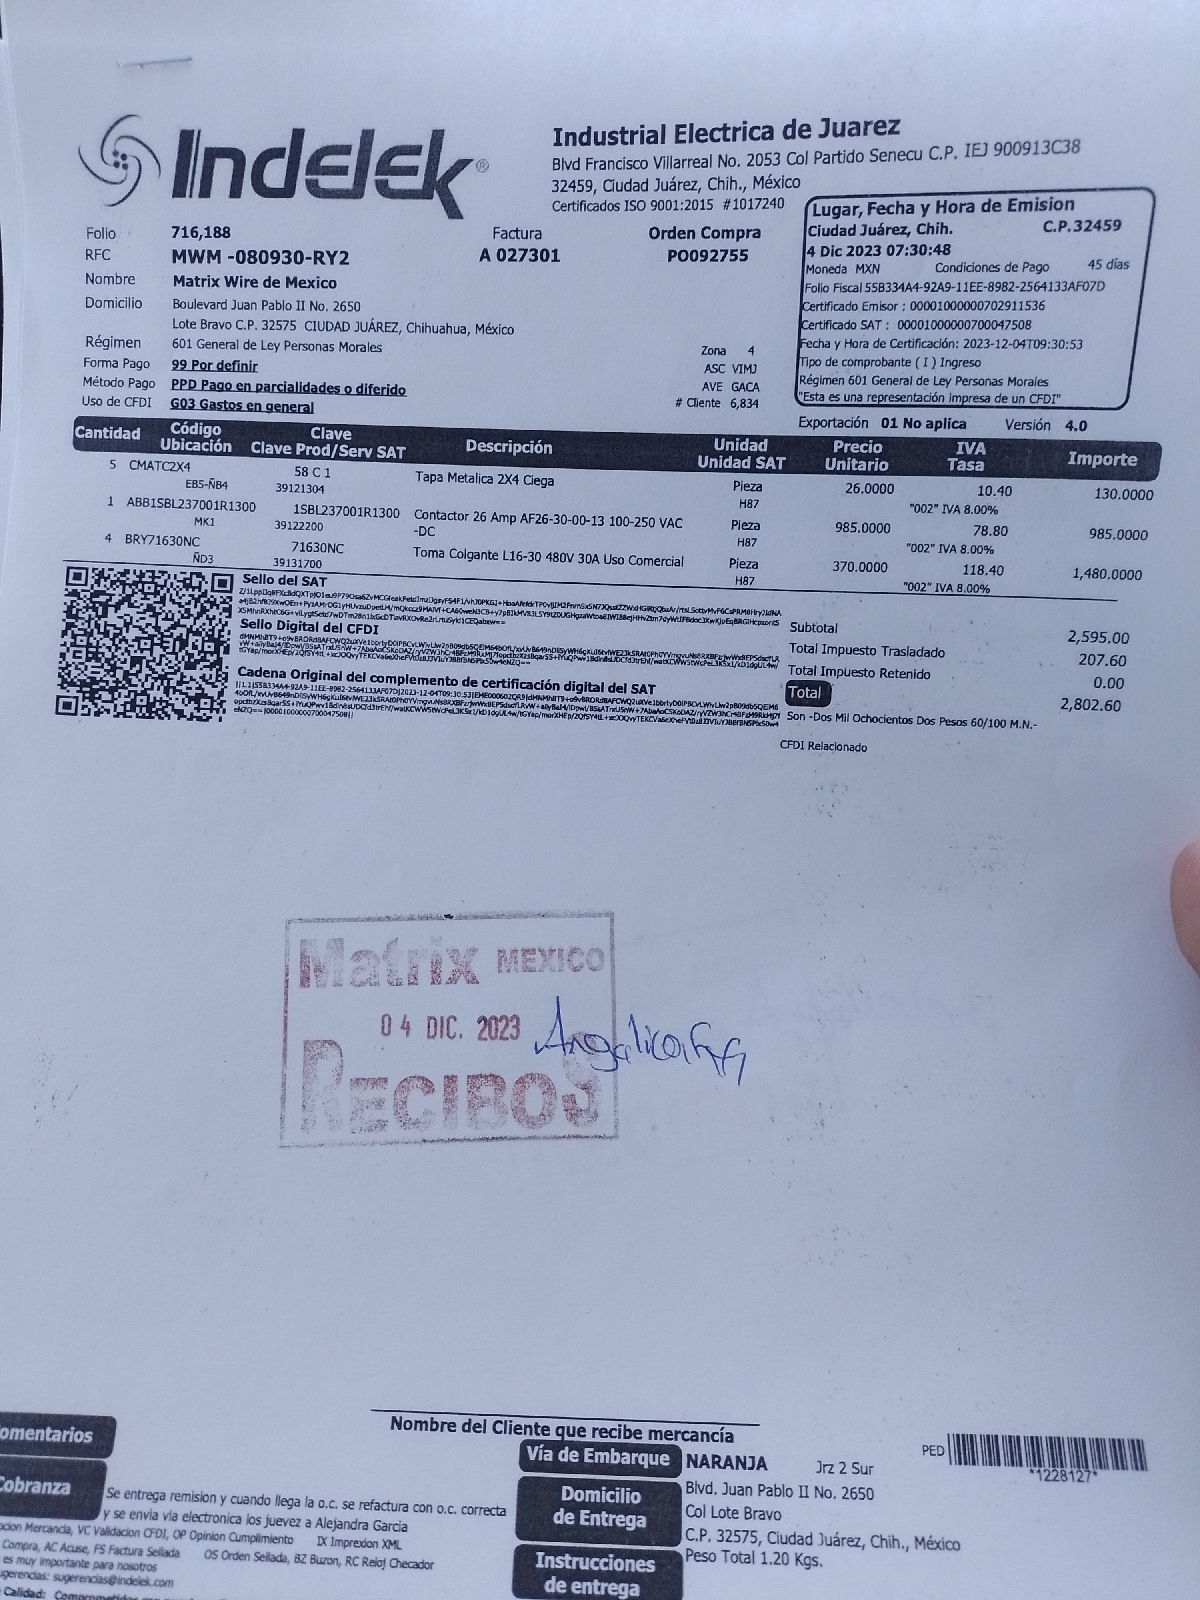 Indelek®
Industrial Electrica de Juarez
Blvd Francisco Villarreal No. 2053 Col Partido Senecu C.P. IEJ 900913C38
32459, Ciudad Juárez, Chih., México
Certificados ISO 9001:2015 #1017240
Lugar, Fecha y Hora de Emision
Ciudad Juárez, Chih. C.P.32459
4 Dic 2023 07:30:48
Moneda MXN Condiciones de Pago 45 días
Folio Fiscal 55B334A4-92A9-11EE-8982-2564133AF07D
Certificado Emisor : 00001000000702911536
Certificado SAT : 00001000000700047508
Fecha y Hora de Certificación: 2023-12-04T09:30:53
Tipo de comprobante ( I ) Ingreso
Régimen 601 General de Ley Personas Morales
"Esta es una representación impresa de un CFDI"
Folio 716,188 Factura Orden Compra
RFC MWM -080930-RY2 A 027301 PO092755
Nombre Matrix Wire de Mexico
Domicilio Boulevard Juan Pablo II No. 2650
Lote Bravo C.P. 32575 CIUDAD JUÁREZ, Chihuahua, México
Régimen 601 General de Ley Personas Morales Zona 4
Forma Pago 99 Por definir ASC VIMJ
Método Pago PPD Pago en parcialidades o diferido AVE GACA
Uso de CFDI G03 Gastos en general # Cliente 6,834
Exportación 01 No aplica Versión 4.0
Cantidad Código Ubicación Clave Clave Prod/Serv SAT Descripción Unidad Unidad SAT Precio Unitario IVA Tasa Importe
5 CMATC2X4 58 C 1 Tapa Metalica 2X4 Ciega Pieza 26.0000 10.40 130.0000
EB5-ÑB4 39121304 H87 "002" IVA 8.00%
1 ABB1SBL237001R1300 1SBL237001R1300 Contactor 26 Amp AF26-30-00-13 100-250 VAC Pieza 985.0000 78.80 985.0000
MK1 39122200 -DC H87 "002" IVA 8.00%
4 BRY71630NC 71630NC Toma Colgante L16-30 480V 30A Uso Comercial Pieza 370.0000 118.40 1,480.0000
ÑD3 39131700 H87 "002" IVA 8.00%
Sello del SAT
Sello Digital del CFDI
Cadena Original del complemento de certificación digital del SAT
Subtotal 2,595.00
Total Impuesto Trasladado 207.60
Total Impuesto Retenido 0.00
Total 2,802.60
Son -Dos Mil Ochocientos Dos Pesos 60/100 M.N.-
CFDI Relacionado
Matrix MEXICO
04 DIC. 2023
RECIBOS
Nombre del Cliente que recibe mercancía
omentarios
Cobranza
Se entrega remision y cuando llega la o.c. se refactura con o.c. correcta
y se envia via electronica los juevez a Alejandra Garcia
cion Mercancia, VC Validacion CFDI, OP Opinion Cumplimiento IX Imprexion XML
Compra, AC Acuse, FS Factura Sellada OS Orden Sellada, BZ Buzon, RC Reloj Checador
es muy importante para nosotros
gerencias: sugerencias@indelek.com
Calidad:
Vía de Embarque NARANJA Jrz 2 Sur
Domicilio de Entrega
Blvd. Juan Pablo II No. 2650
Col Lote Bravo
C.P. 32575, Ciudad Juárez, Chih., México
Peso Total 1.20 Kgs.
Instrucciones de entrega
PED *1228127*